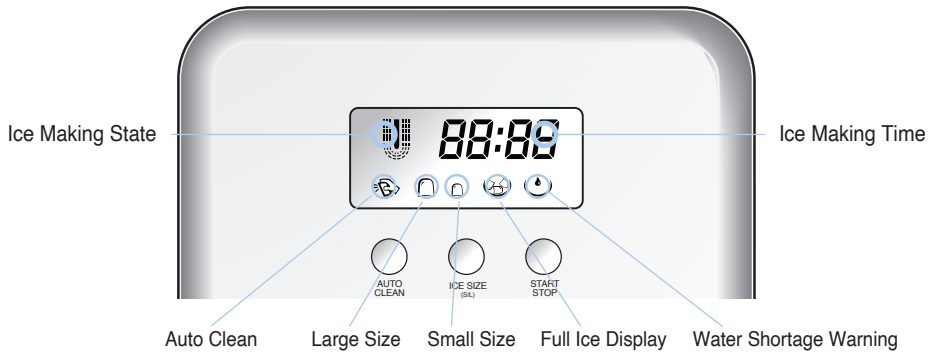 Ice Making State
88:88
Ice Making Time
AUTO
CLEAN
ICE SIZE
(S/L)
START
STOP
Auto Clean
Large Size
Small Size
Full Ice Display
Water Shortage Warning